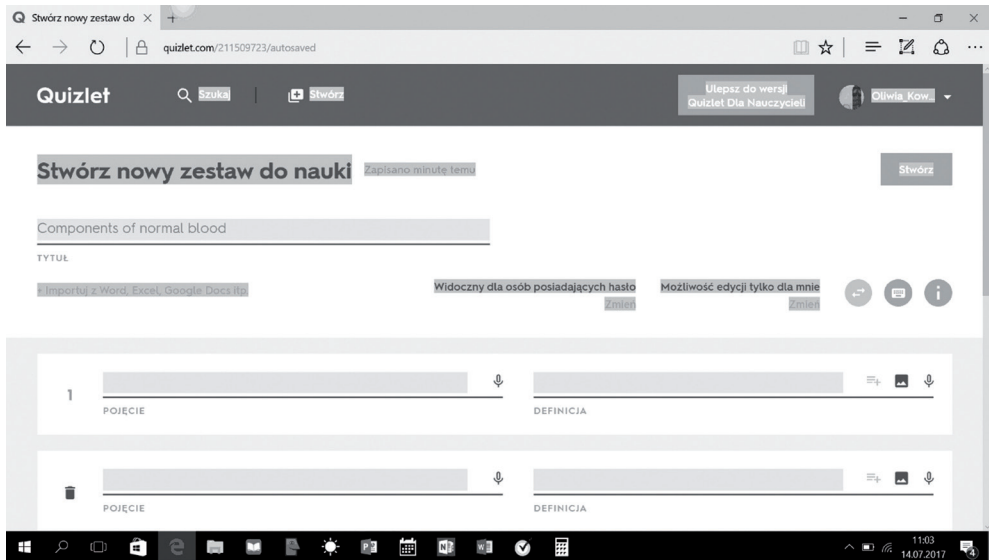 Stwórz nowy zestaw do
quizlet.com/211509723/autosaved
Quizlet
Szukaj
Stwórz
Ulepsz do wersji
Quizlet Dla Nauczycieli
Oliwia_Kow...
Stwórz nowy zestaw do nauki
Zapisano minutę temu
Stwórz
Components of normal blood
TYTUŁ
+ Importuj z Word, Excel, Google Docs itp.
Widoczny dla osób posiadających hasło
Zmień
Możliwość edycji tylko dla mnie
Zmień
1
POJĘCIE
DEFINICJA
POJĘCIE
DEFINICJA
11:03
14.07.2017